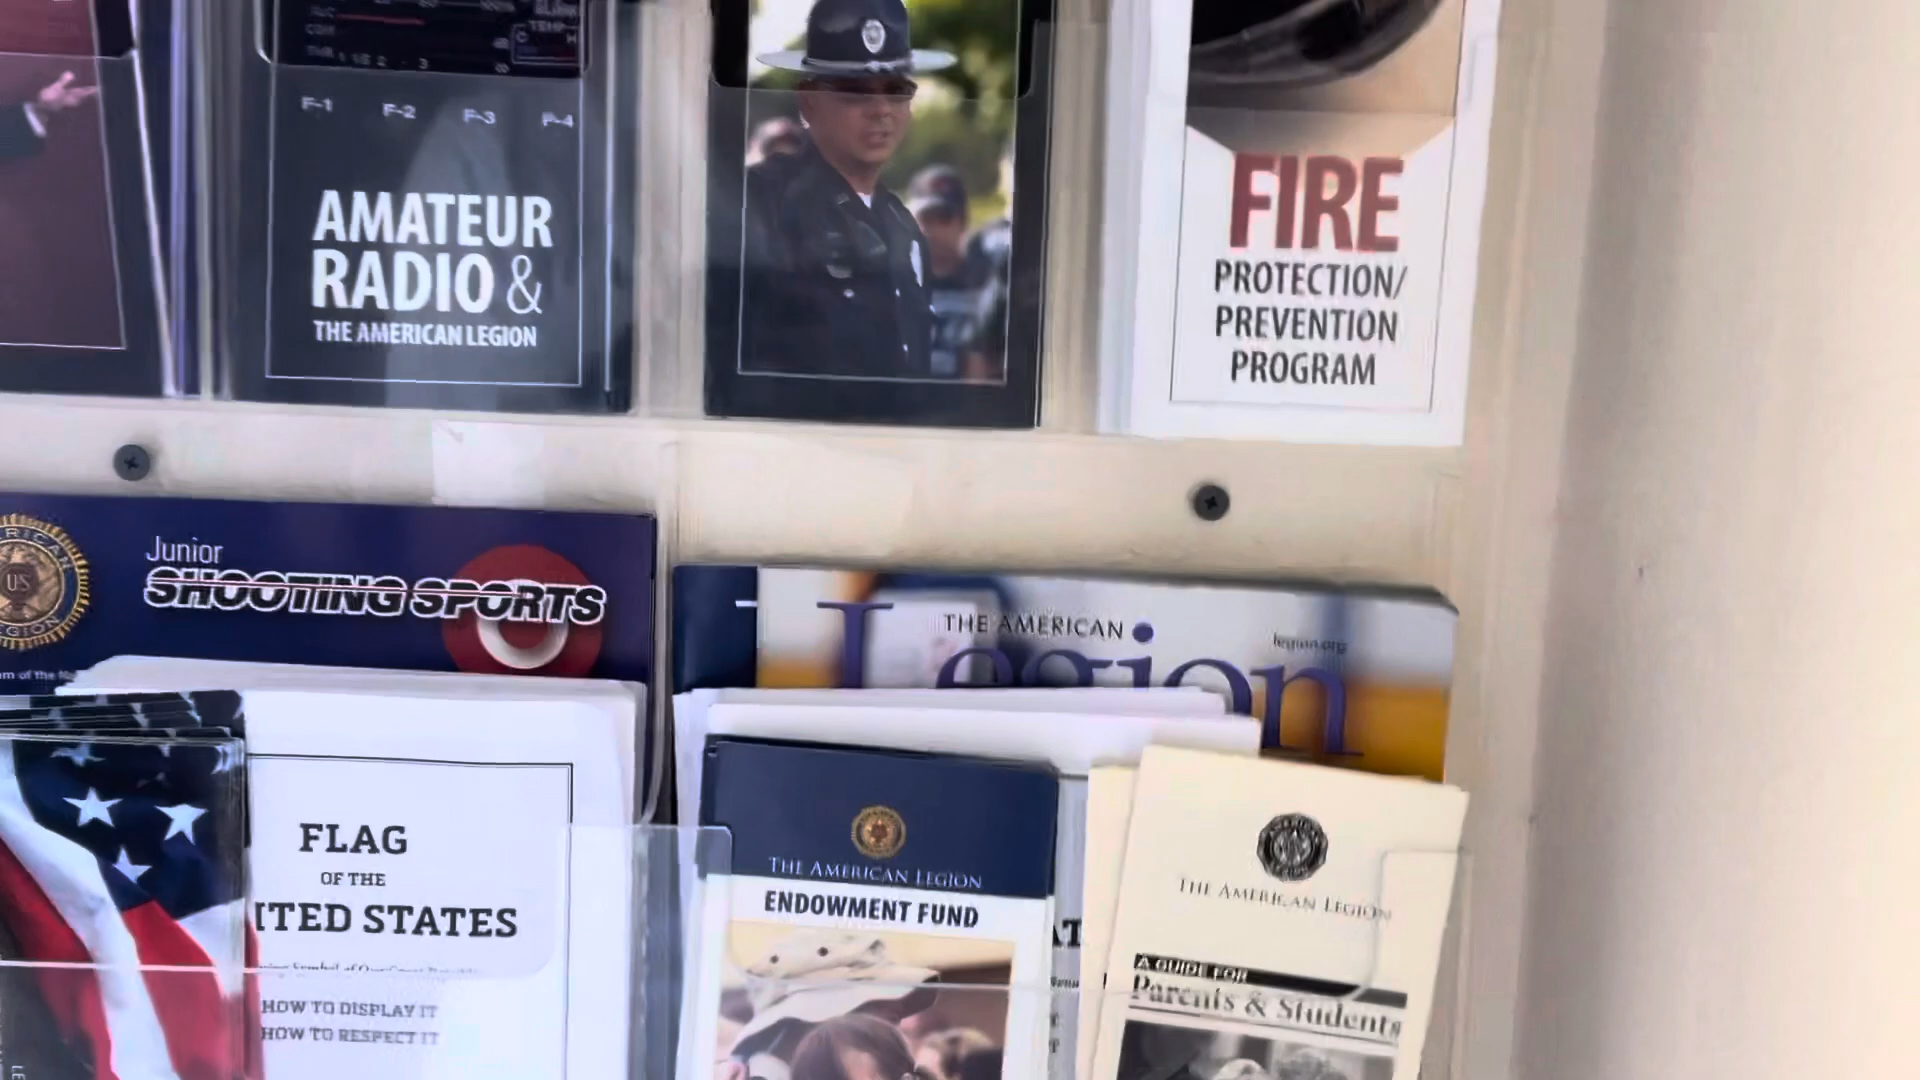 F-1 F-2 F-3 F-4
AMATEUR
RADIO &
THE AMERICAN LEGION
FIRE
PROTECTION/
PREVENTION
PROGRAM
Junior
SHOOTING SPORTS
US
THE AMERICAN
legion.org
Legion
FLAG
OF THE
ITED STATES
HOW TO DISPLAY IT
HOW TO RESPECT IT
THE AMERICAN LEGION
ENDOWMENT FUND
THE AMERICAN LEGION
A GUIDE FOR
Parents & Students